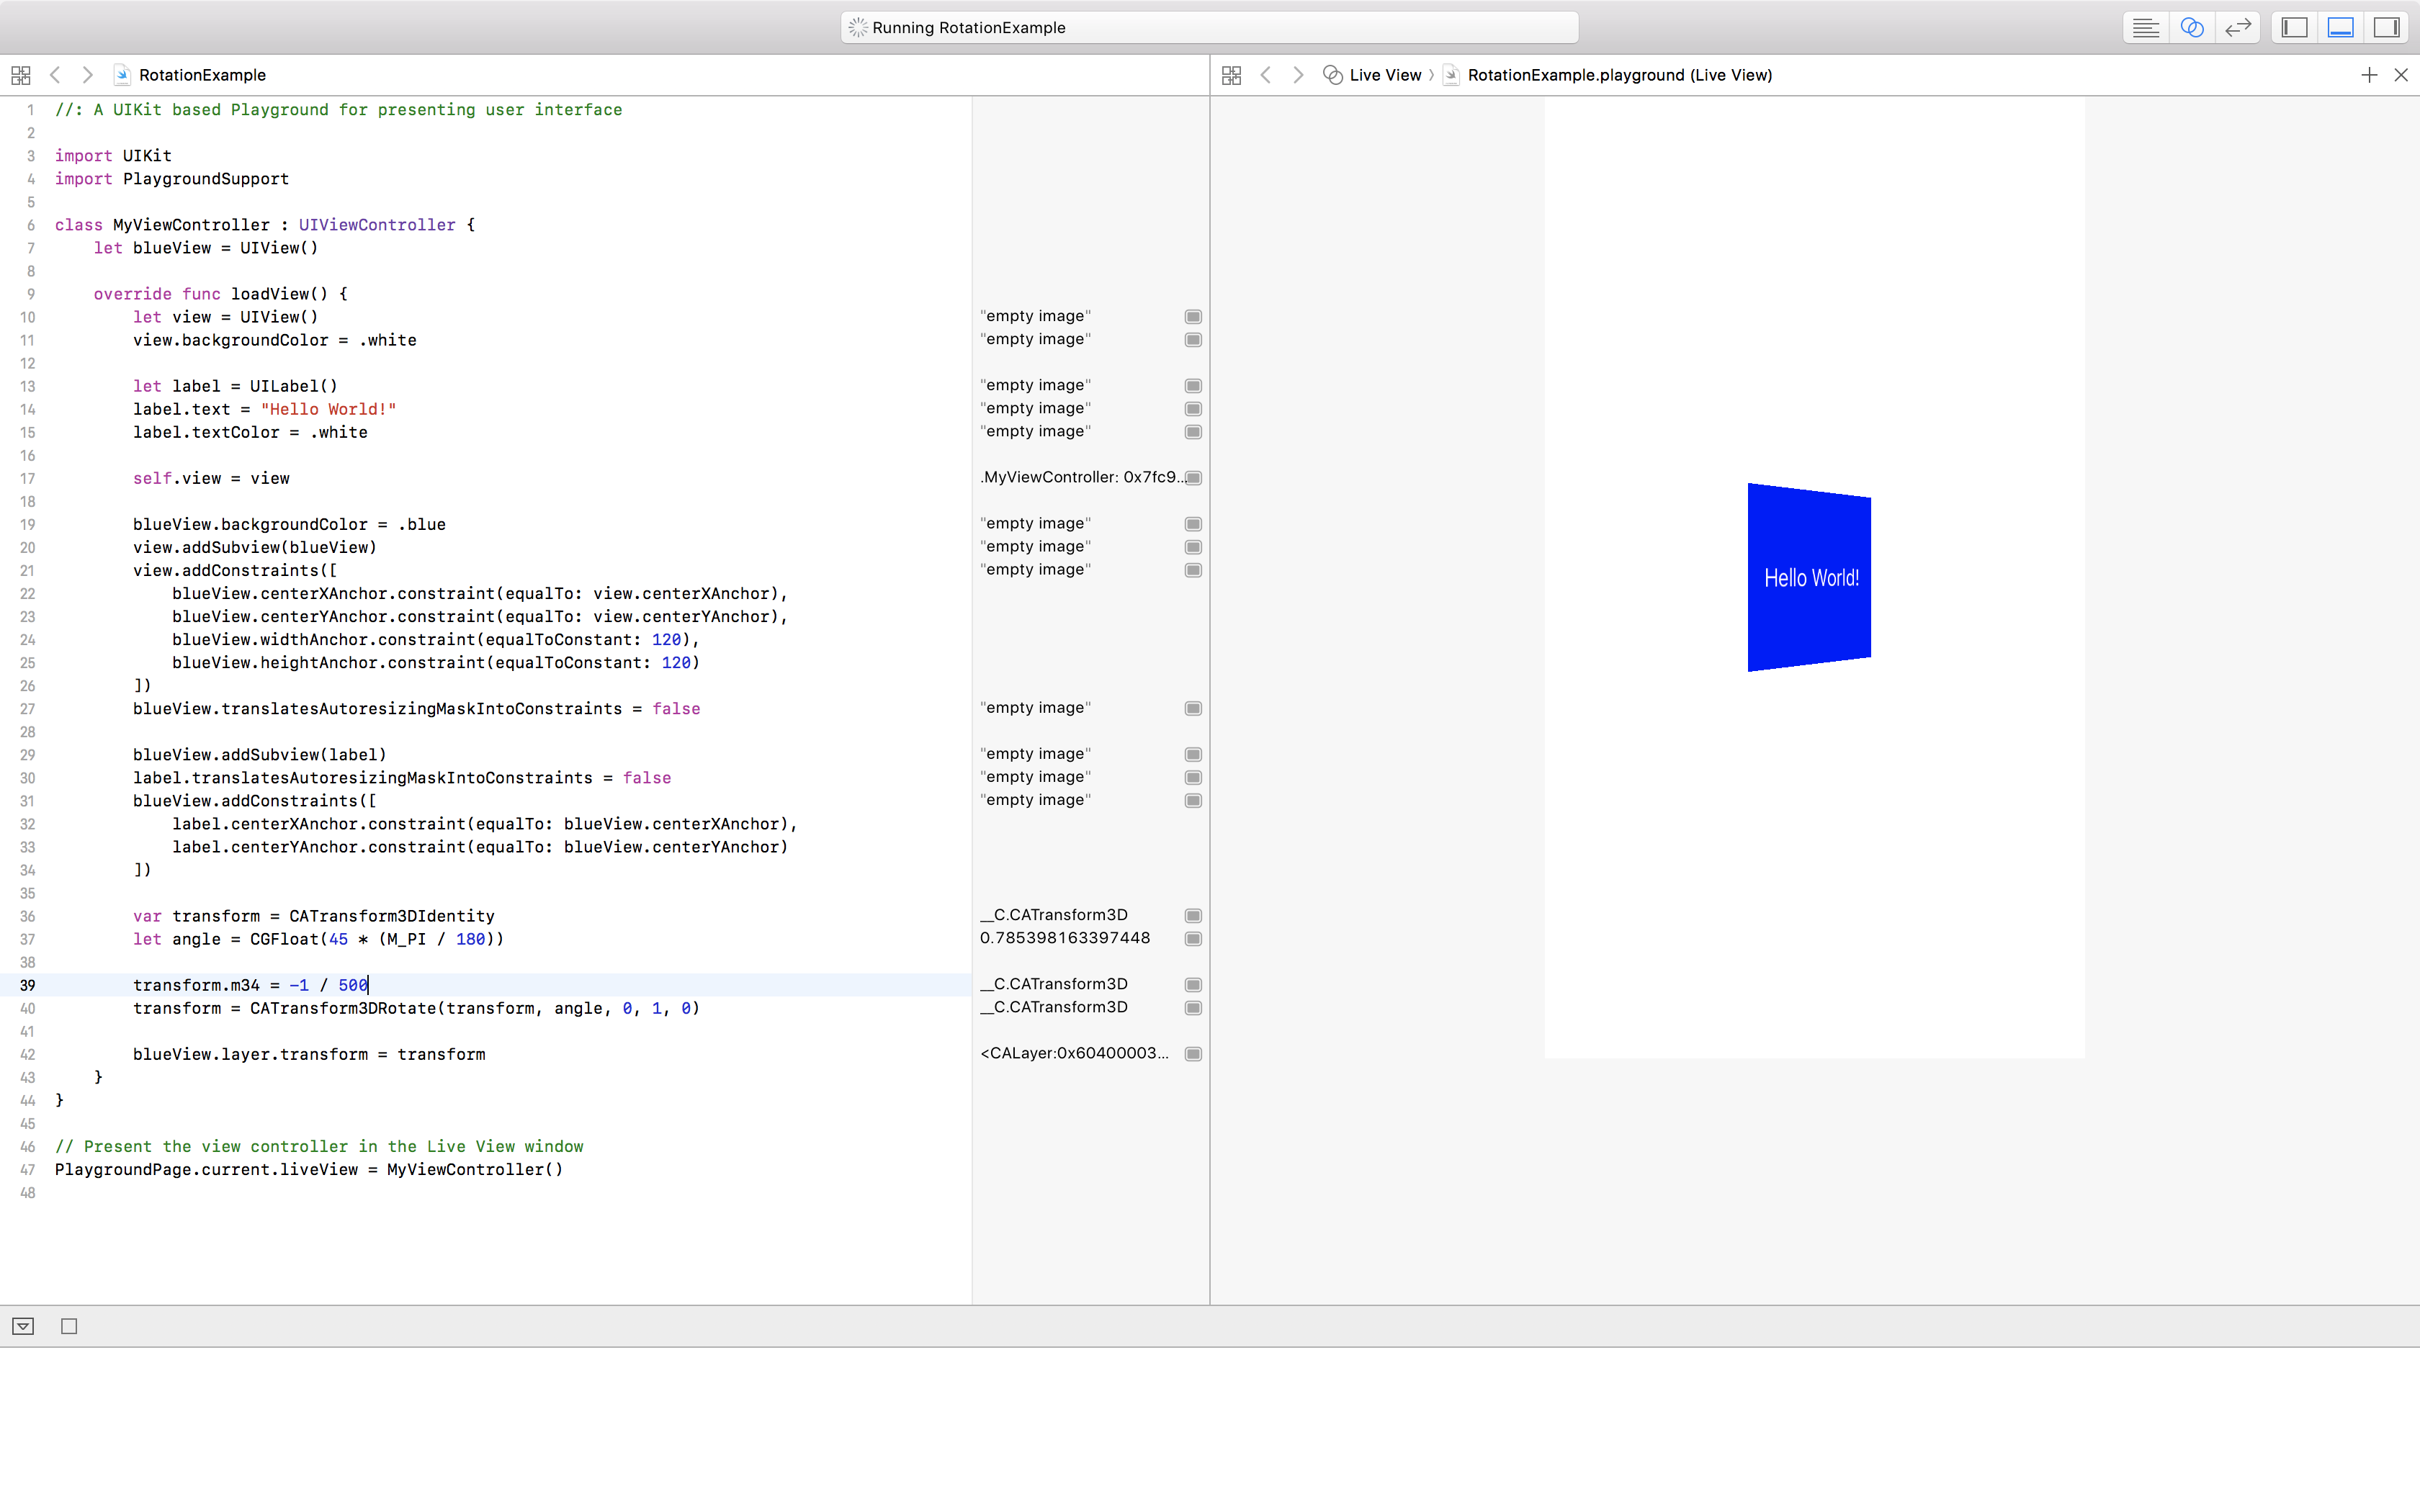 Running RotationExample
RotationExample
1 //: A UIKit based Playground for presenting user interface
2
3 import UIKit
4 import PlaygroundSupport
5
6 class MyViewController : UIViewController {
7 let blueView = UIView()
8
9 override func loadView() {
10 let view = UIView()
11 view.backgroundColor = .white
12
13 let label = UILabel()
14 label.text = "Hello World!"
15 label.textColor = .white
16
17 self.view = view
18
19 blueView.backgroundColor = .blue
20 view.addSubview(blueView)
21 view.addConstraints([
22 blueView.centerXAnchor.constraint(equalTo: view.centerXAnchor),
23 blueView.centerYAnchor.constraint(equalTo: view.centerYAnchor),
24 blueView.widthAnchor.constraint(equalToConstant: 120),
25 blueView.heightAnchor.constraint(equalToConstant: 120)
26 ])
27 blueView.translatesAutoresizingMaskIntoConstraints = false
28
29 blueView.addSubview(label)
30 label.translatesAutoresizingMaskIntoConstraints = false
31 blueView.addConstraints([
32 label.centerXAnchor.constraint(equalTo: blueView.centerXAnchor),
33 label.centerYAnchor.constraint(equalTo: blueView.centerYAnchor)
34 ])
35
36 var transform = CATransform3DIdentity
37 let angle = CGFloat(45 * (M_PI / 180))
38
39 transform.m34 = -1 / 500
40 transform = CATransform3DRotate(transform, angle, 0, 1, 0)
41
42 blueView.layer.transform = transform
43 }
44 }
45
46 // Present the view controller in the Live View window
47 PlaygroundPage.current.liveView = MyViewController()
48
"empty image"
"empty image"
"empty image"
"empty image"
"empty image"
.MyViewController: 0x7fc9...
"empty image"
"empty image"
"empty image"
"empty image"
"empty image"
"empty image"
"empty image"
__C.CATransform3D
0.785398163397448
__C.CATransform3D
__C.CATransform3D
<CALayer:0x60400003...
Live View 〉 RotationExample.playground (Live View)
Hello World!